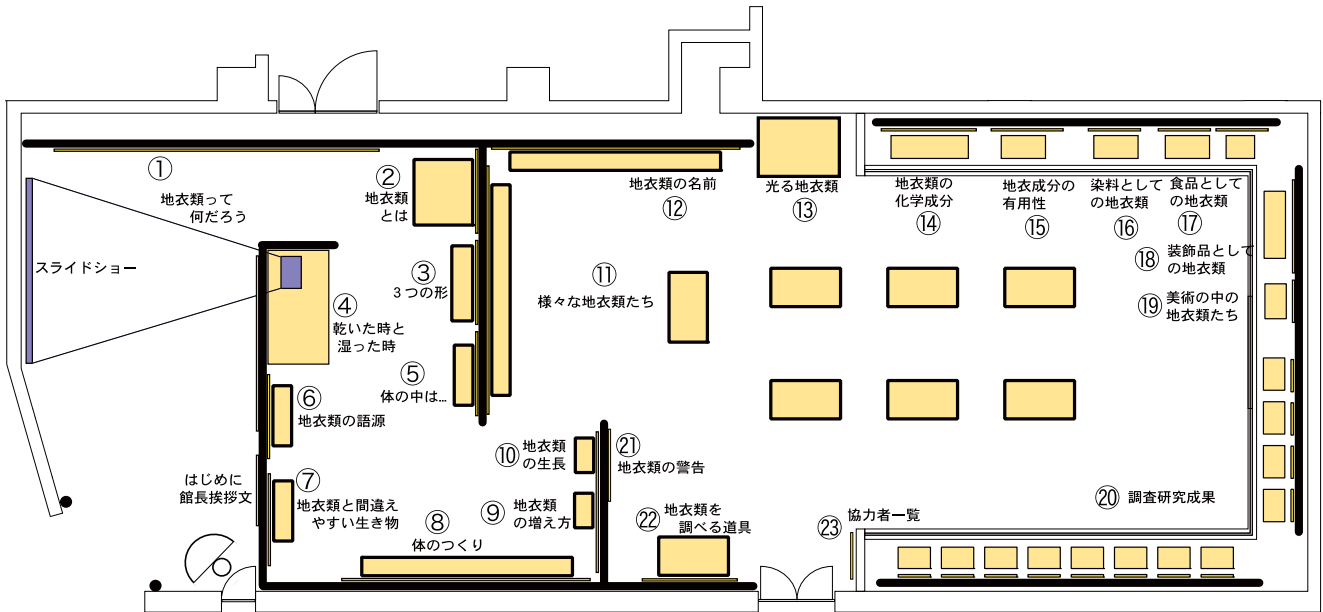 ①
地衣類って
何だろう
スライドショー
②
地衣類
とは
③
3つの形
④
乾いた時と
湿った時
⑤
体の中は…
⑥
地衣類の語源
はじめに
館長挨拶文
⑦
地衣類と間違え
やすい生き物
⑧
体のつくり
⑨
地衣類
の増え方
⑩
地衣類
の生長
⑪
様々な地衣類たち
地衣類の名前
⑫
光る地衣類
⑬
地衣類の
化学成分
⑭
地衣成分の
有用性
⑮
染料として
の地衣類
⑯
食品として
の地衣類
⑰
⑱
装飾品として
の地衣類
⑲
美術の中の
地衣類たち
⑳
調査研究成果
㉑
地衣類の警告
㉒
地衣類を
調べる道具
㉓
協力者一覧